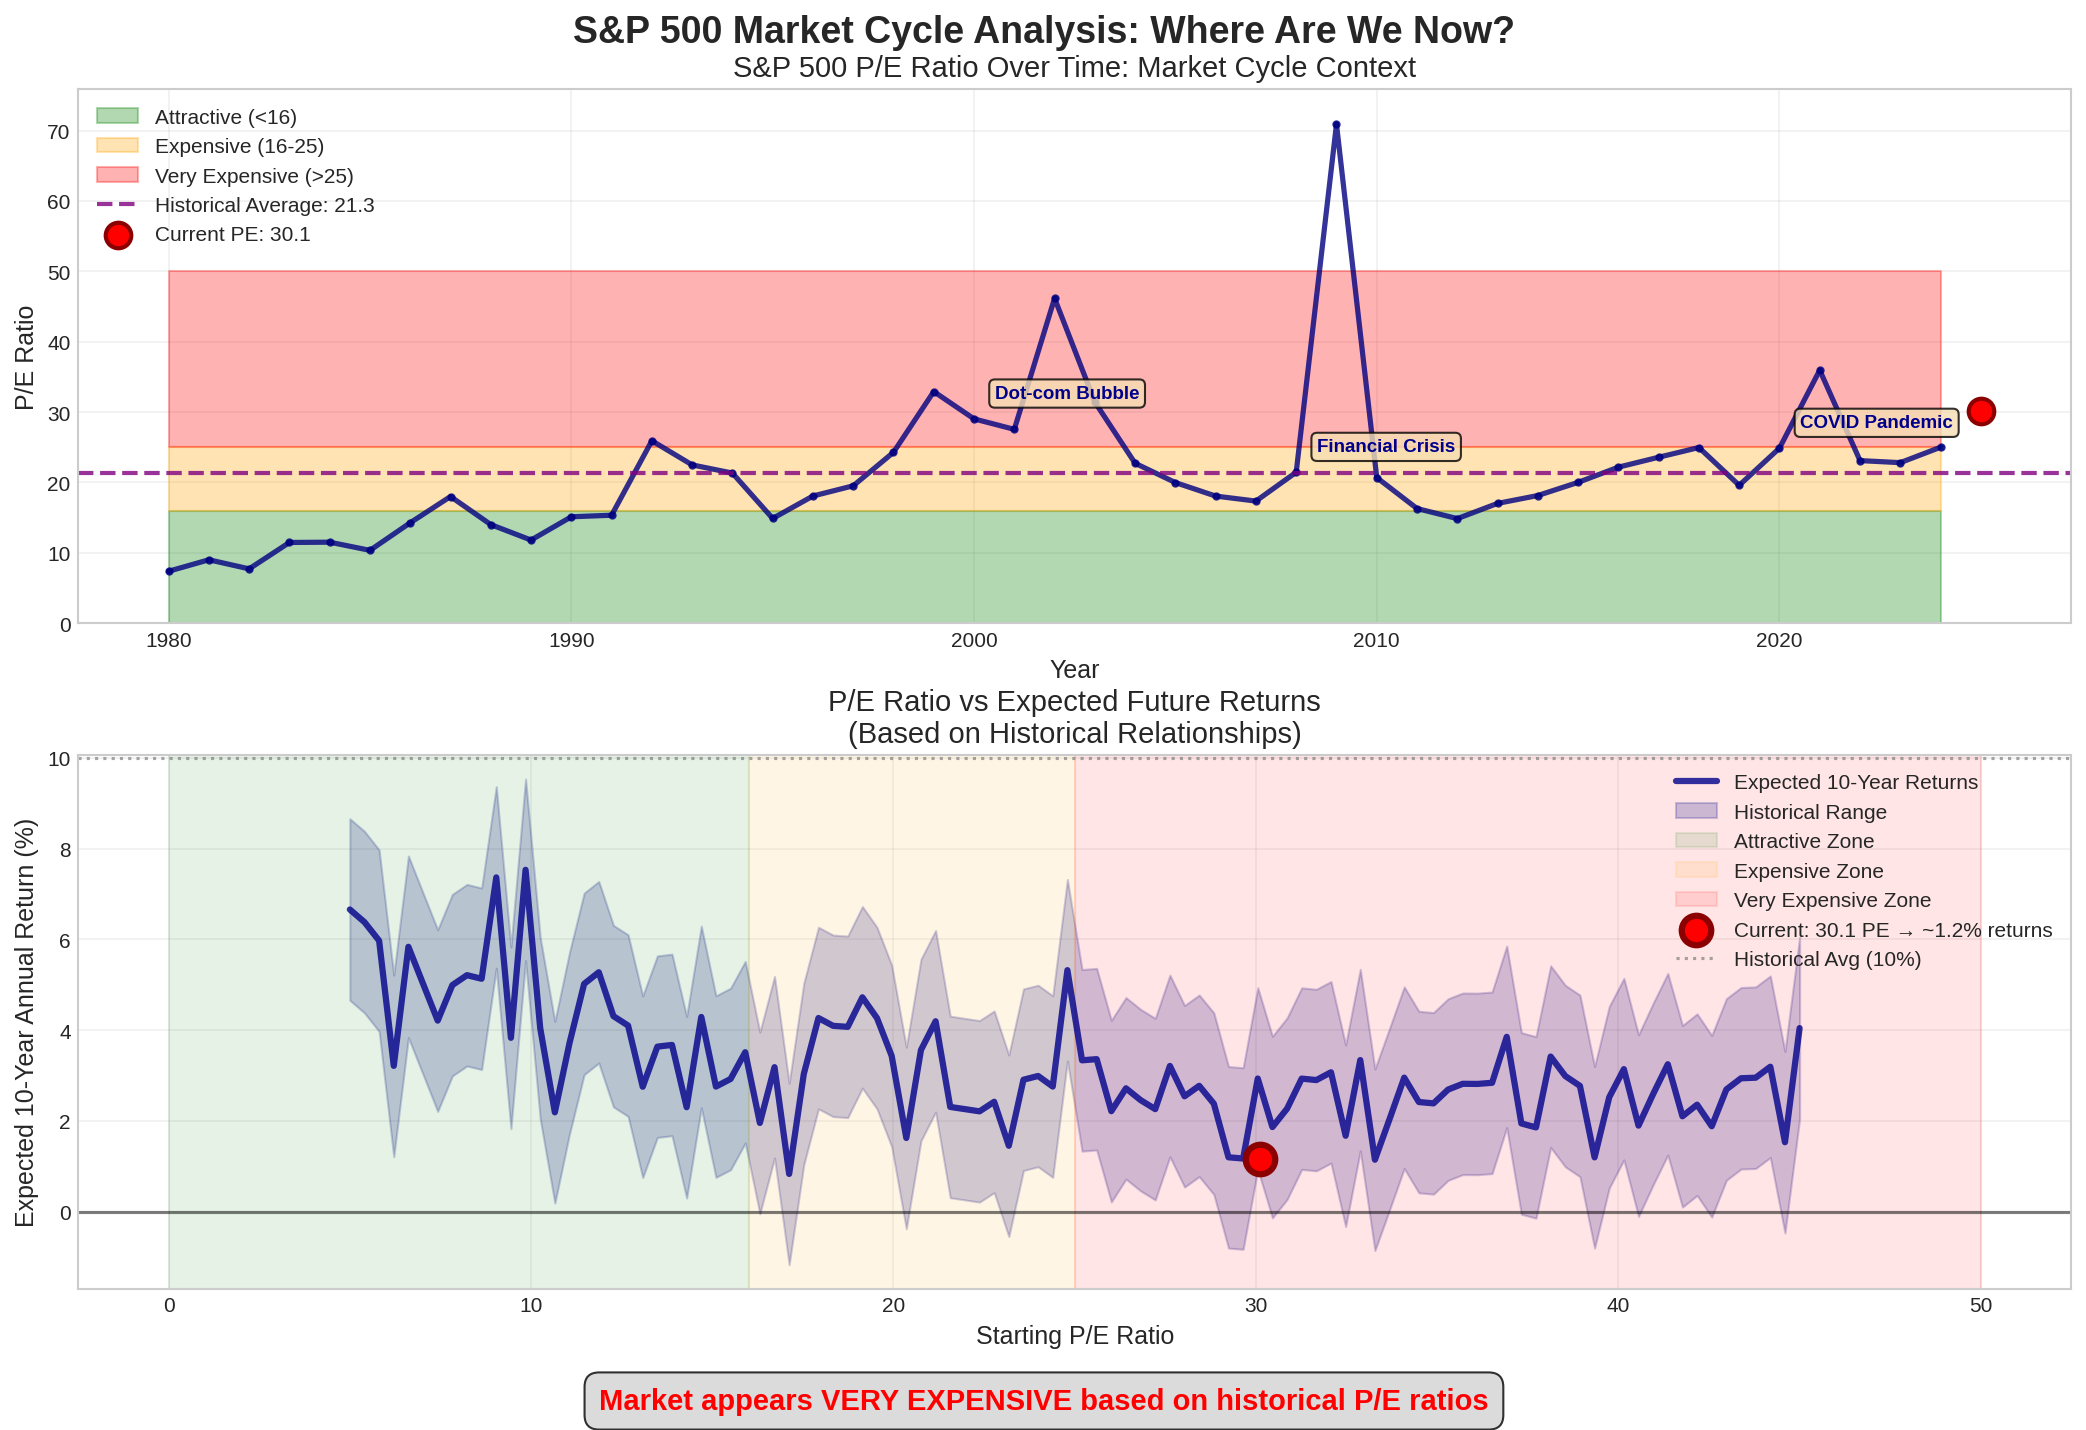 S&P 500 Market Cycle Analysis: Where Are We Now?
S&P 500 P/E Ratio Over Time: Market Cycle Context
Attractive (<16)
Expensive (16-25)
Very Expensive (>25)
Historical Average: 21.3
Current PE: 30.1
P/E Ratio
70
60
50
40
30
20
10
0
Dot-com Bubble
Financial Crisis
COVID Pandemic
1980
1990
2000
2010
2020
Year
P/E Ratio vs Expected Future Returns
(Based on Historical Relationships)
Expected 10-Year Annual Return (%)
10
8
6
4
2
0
Expected 10-Year Returns
Historical Range
Attractive Zone
Expensive Zone
Very Expensive Zone
Current: 30.1 PE → ~1.2% returns
Historical Avg (10%)
0
10
20
30
40
50
Starting P/E Ratio
Market appears VERY EXPENSIVE based on historical P/E ratios